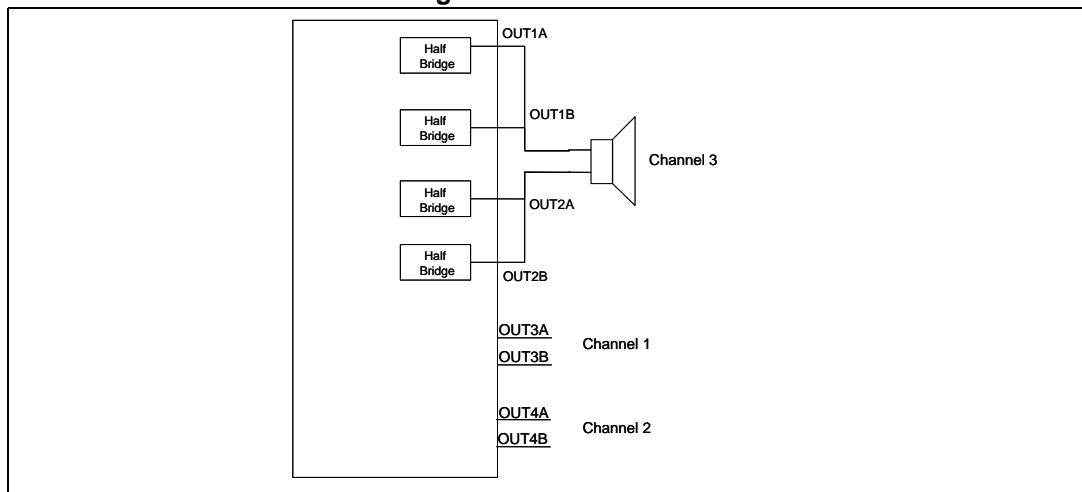 OUT1A
Half
Bridge
OUT1B
Half
Bridge
Channel 3
Half
Bridge
OUT2A
Half
Bridge
OUT2B
OUT3A
Channel 1
OUT3B
OUT4A
Channel 2
OUT4B